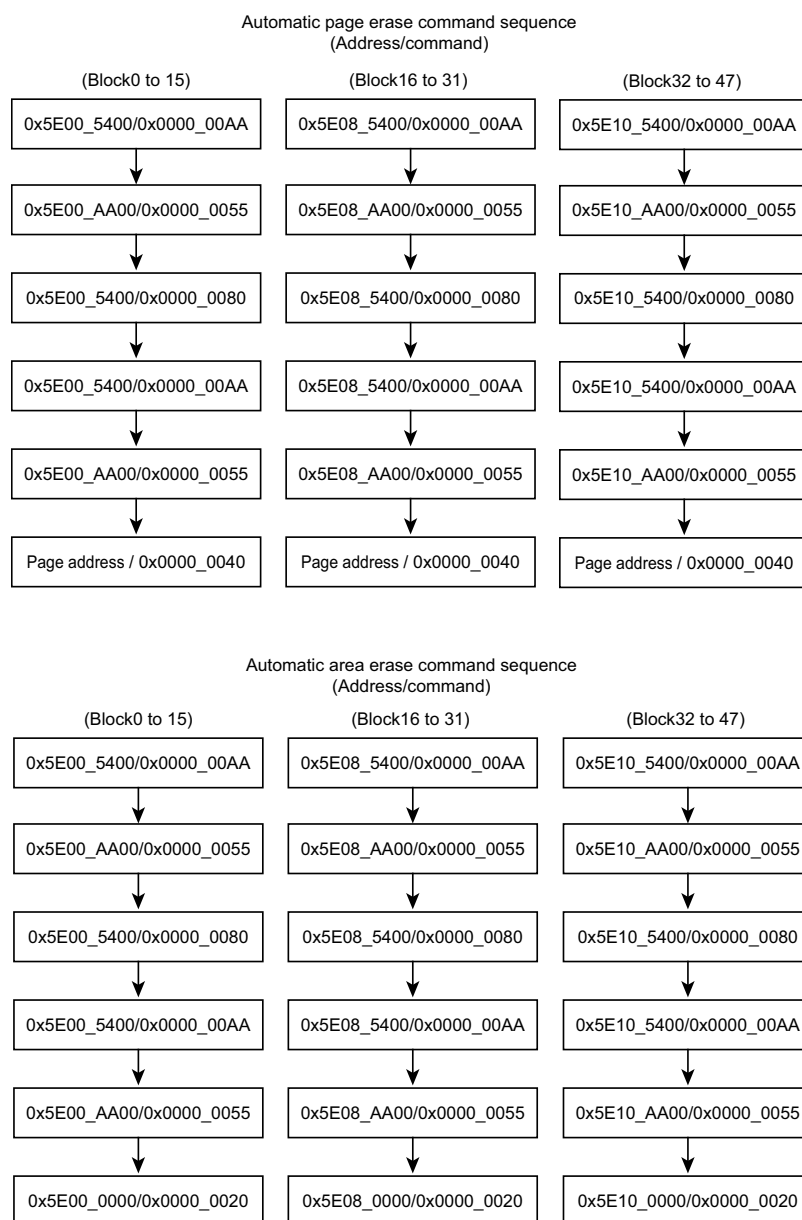 Automatic page erase command sequence
(Address/command)
(Block0 to 15)
(Block16 to 31)
(Block32 to 47)
0x5E00_5400/0x0000_00AA
0x5E08_5400/0x0000_00AA
0x5E10_5400/0x0000_00AA
0x5E00_AA00/0x0000_0055
0x5E08_AA00/0x0000_0055
0x5E10_AA00/0x0000_0055
0x5E00_5400/0x0000_0080
0x5E08_5400/0x0000_0080
0x5E10_5400/0x0000_0080
0x5E00_5400/0x0000_00AA
0x5E08_5400/0x0000_00AA
0x5E10_5400/0x0000_00AA
0x5E00_AA00/0x0000_0055
0x5E08_AA00/0x0000_0055
0x5E10_AA00/0x0000_0055
Page address / 0x0000_0040
Page address / 0x0000_0040
Page address / 0x0000_0040
Automatic area erase command sequence
(Address/command)
(Block0 to 15)
(Block16 to 31)
(Block32 to 47)
0x5E00_5400/0x0000_00AA
0x5E08_5400/0x0000_00AA
0x5E10_5400/0x0000_00AA
0x5E00_AA00/0x0000_0055
0x5E08_AA00/0x0000_0055
0x5E10_AA00/0x0000_0055
0x5E00_5400/0x0000_0080
0x5E08_5400/0x0000_0080
0x5E10_5400/0x0000_0080
0x5E00_5400/0x0000_00AA
0x5E08_5400/0x0000_00AA
0x5E10_5400/0x0000_00AA
0x5E00_AA00/0x0000_0055
0x5E08_AA00/0x0000_0055
0x5E10_AA00/0x0000_0055
0x5E00_0000/0x0000_0020
0x5E08_0000/0x0000_0020
0x5E10_0000/0x0000_0020